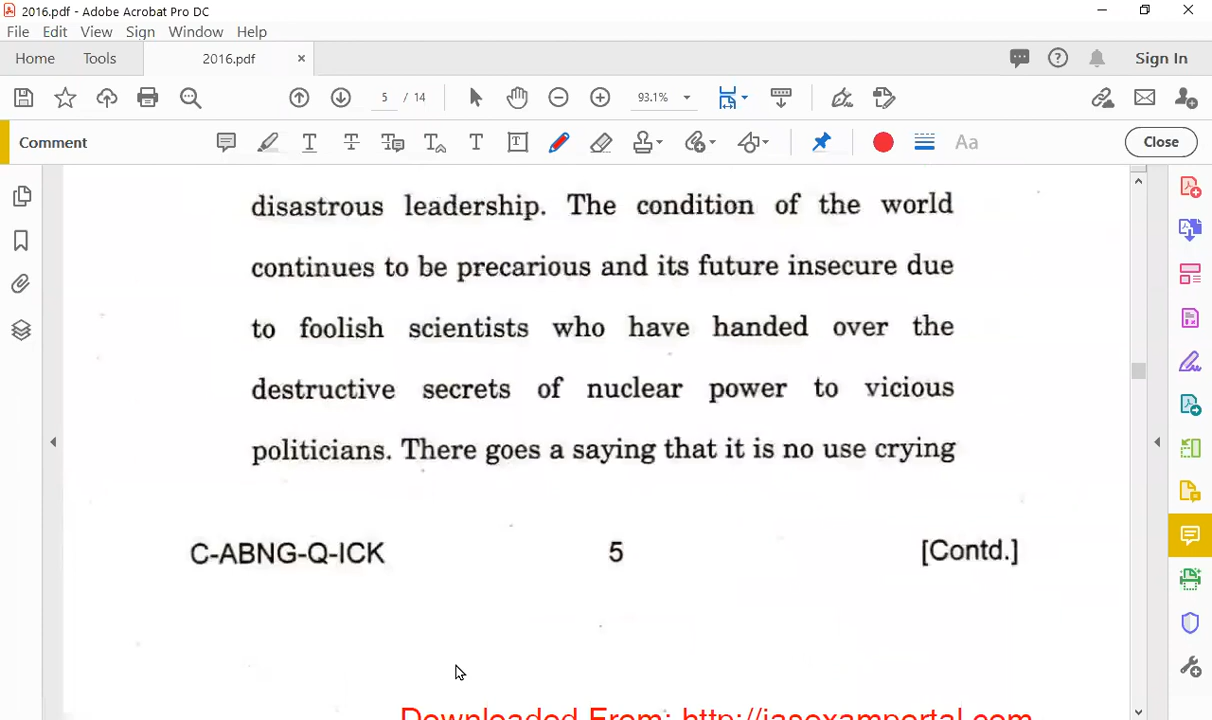 2016.pdf - Adobe Acrobat Pro DC
File Edit View Sign Window Help
Home Tools 2016.pdf × Sign In
5 / 14 93.1%
Comment Aa Close
disastrous leadership. The condition of the world
continues to be precarious and its future insecure due
to foolish scientists who have handed over the
destructive secrets of nuclear power to vicious
politicians. There goes a saying that it is no use crying
C-ABNG-Q-ICK 5 [Contd.]
Downloaded From: http://iasexamportal.com